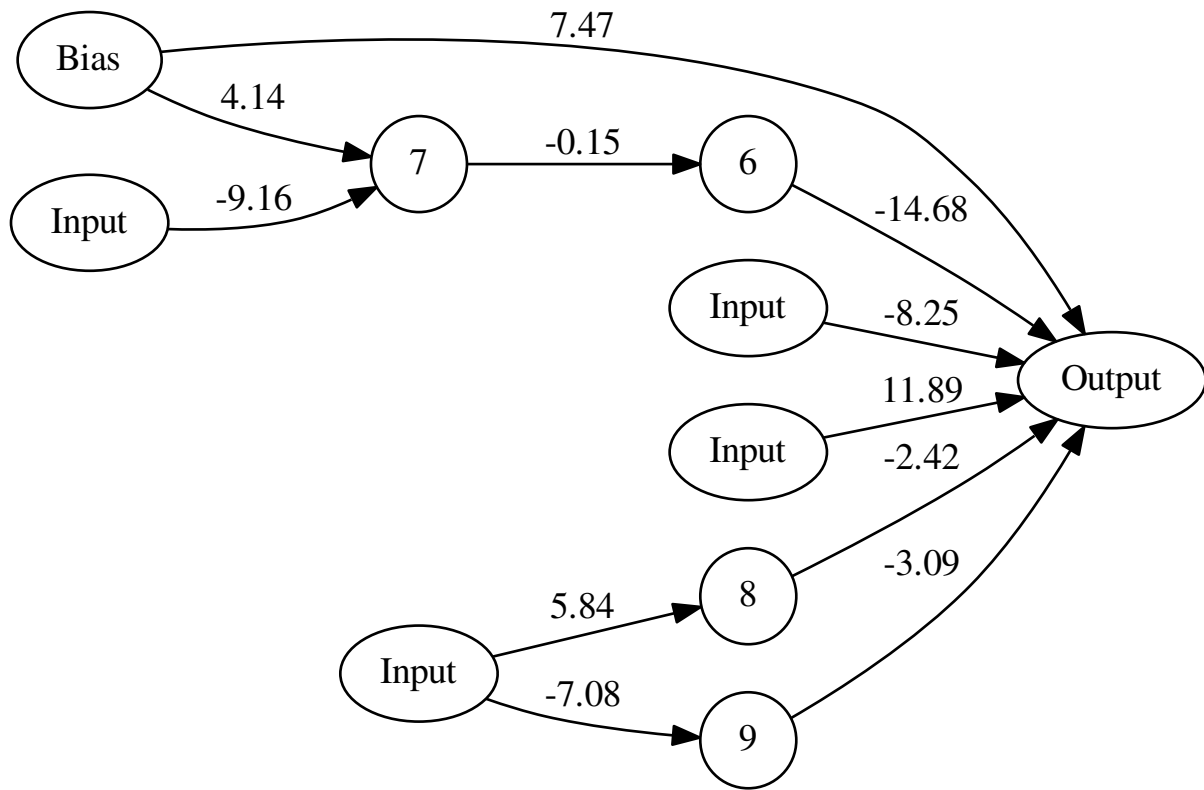 7.47
Bias
4.14
7
-0.15
6
Input
-9.16
-14.68
Input
-8.25
Output
11.89
Input
-2.42
8
-3.09
5.84
Input
-7.08
9